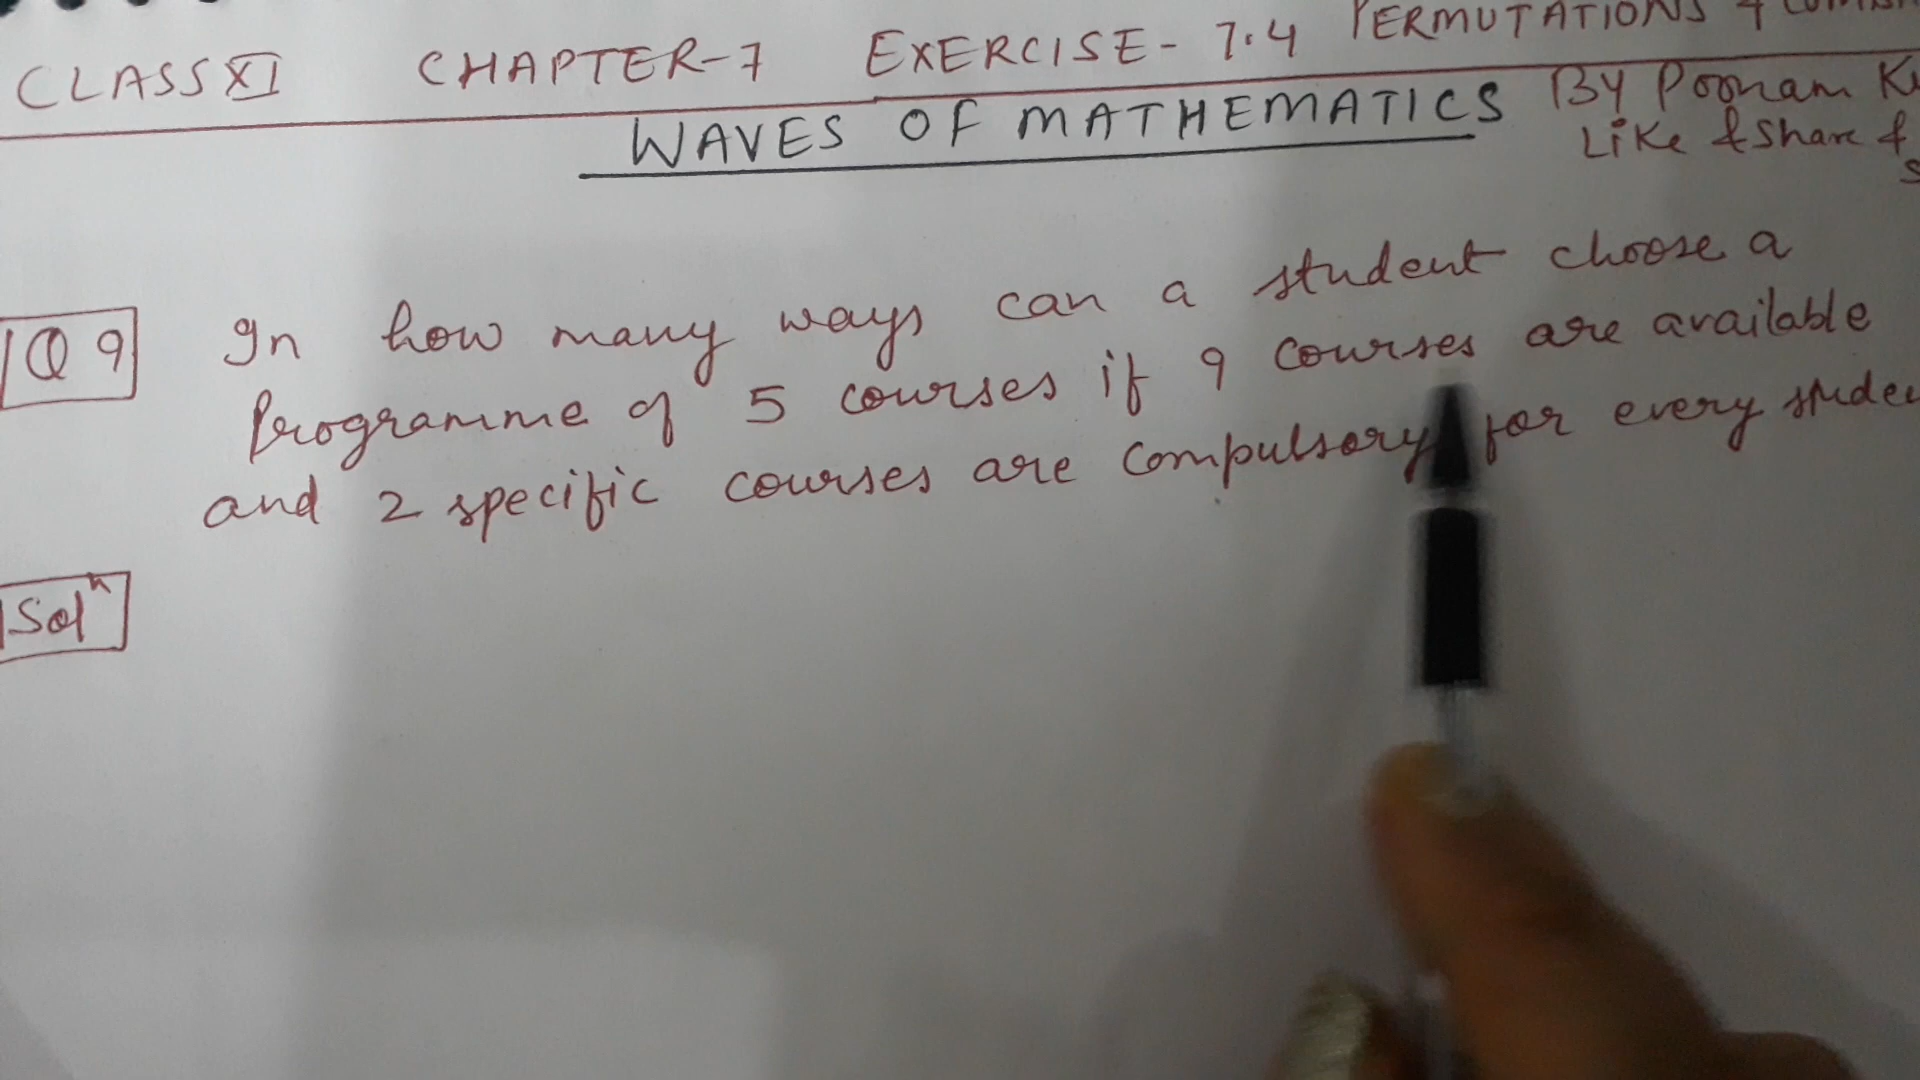 CLASS XI CHAPTER-7 EXERCISE-7.4 PERMUTATIONS &
WAVES OF MATHEMATICS By Poonam
Like & Share &
Q 9 In how many ways can a student choose a
Programme of 5 courses if 9 courses are available
and 2 specific courses are compulsory for every
Solⁿ